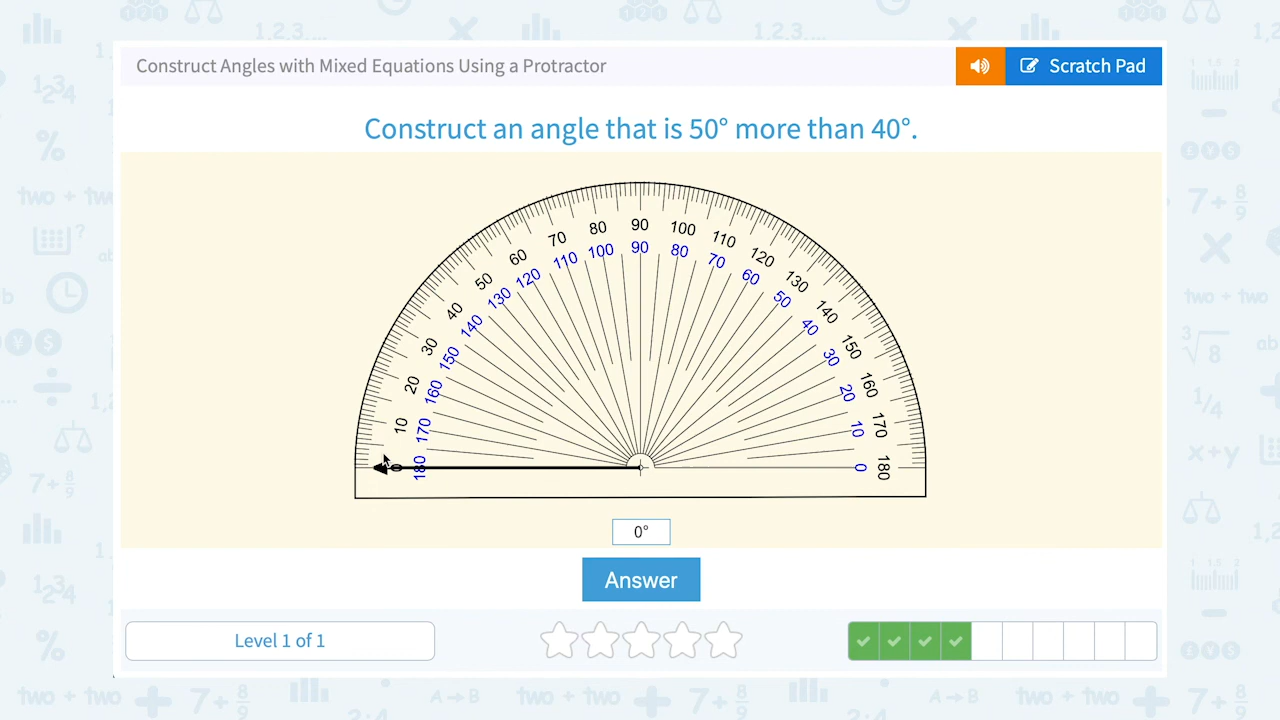 Construct Angles with Mixed Equations Using a Protractor
Scratch Pad
Construct an angle that is 50° more than 40°.
0 10 20 30 40 50 60 70 80 90 100 110 120 130 140 150 160 170 180
180 170 160 150 140 130 120 110 100 90 80 70 60 50 40 30 20 10 0
0°
Answer
Level 1 of 1